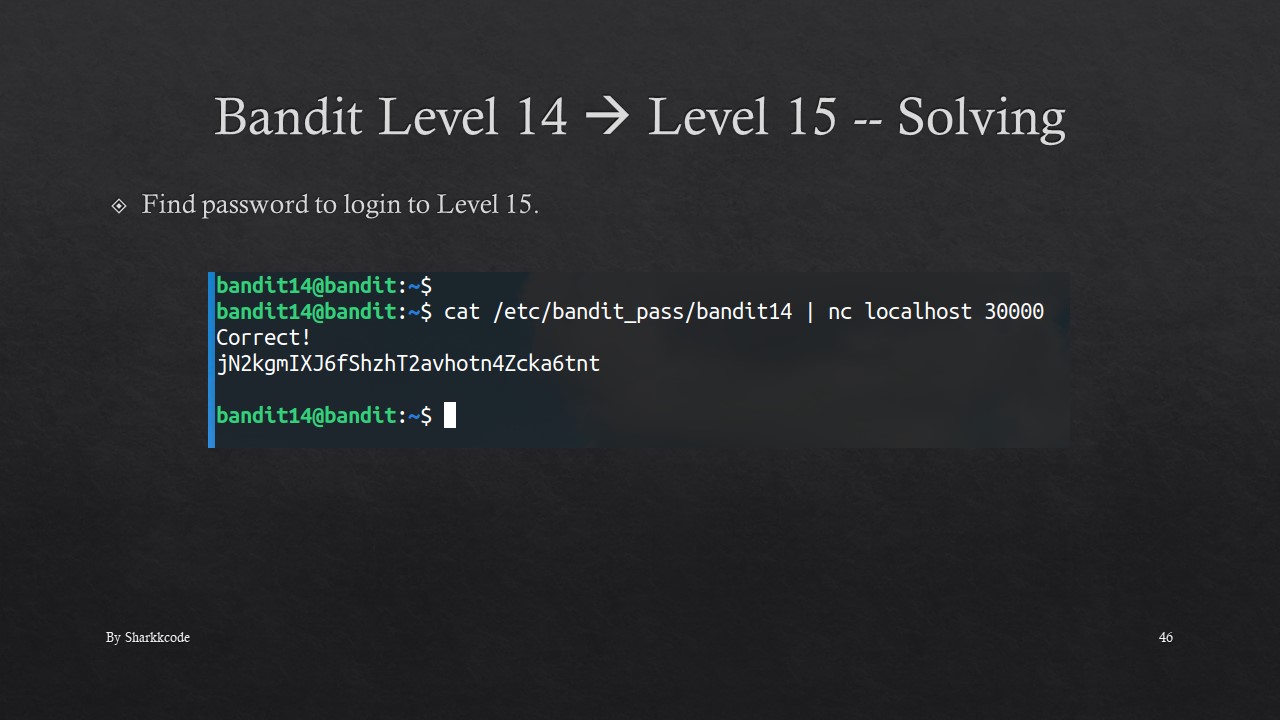 Bandit Level 14 → Level 15 -- Solving
Find password to login to Level 15.
bandit14@bandit:~$
bandit14@bandit:~$ cat /etc/bandit_pass/bandit14 | nc localhost 30000
Correct!
jN2kgmIXJ6fShzhT2avhotn4Zcka6tnt
bandit14@bandit:~$
By Sharkkcode
46